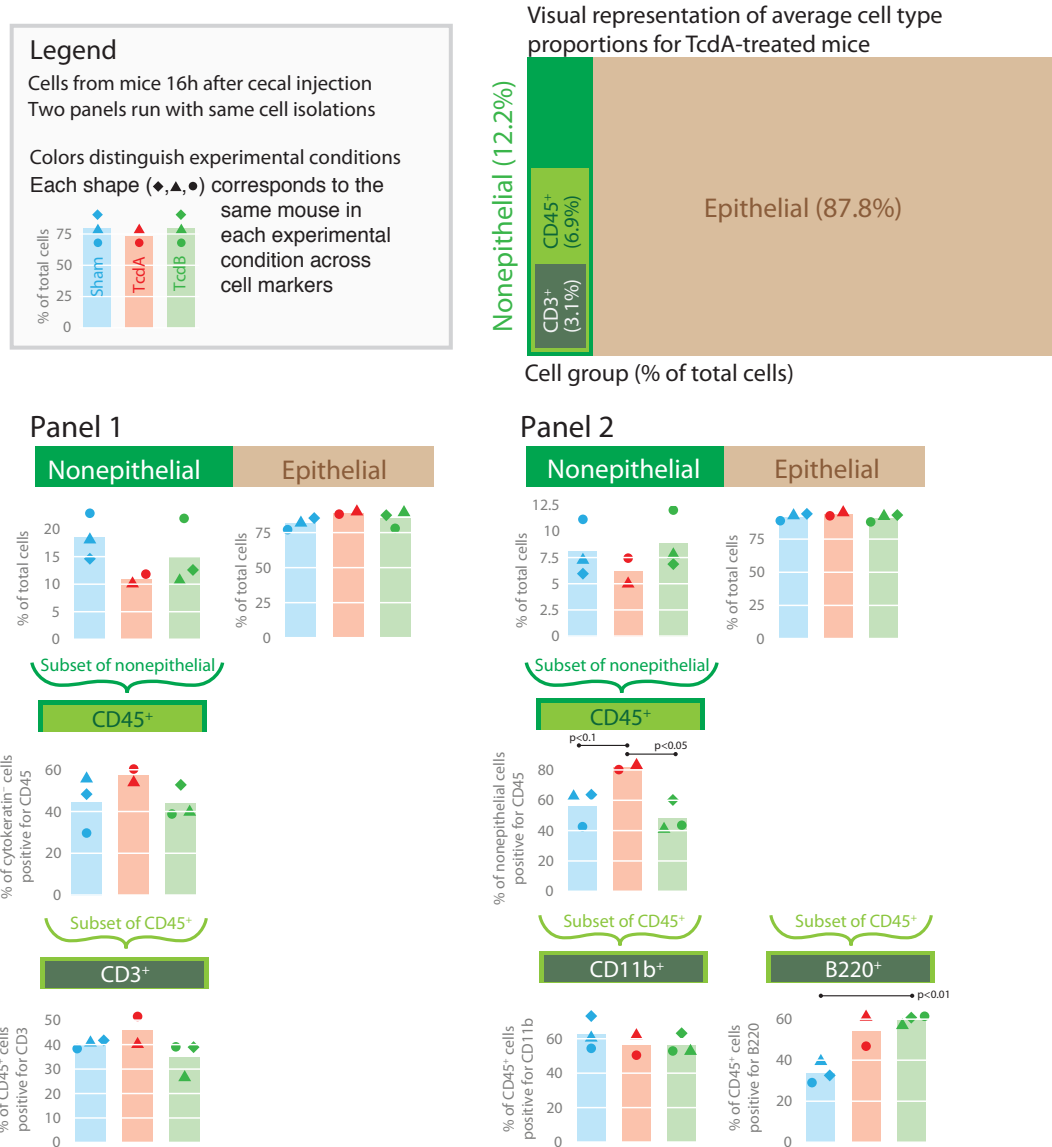 Legend
Cells from mice 16h after cecal injection
Two panels run with same cell isolations
Colors distinguish experimental conditions
Each shape (◆,▲,●) corresponds to the
same mouse in
each experimental
condition across
cell markers
% of total cells
75
50
25
0
Sham
TcdA
TcdB
Visual representation of average cell type
proportions for TcdA-treated mice
Nonepithelial (12.2%)
CD45⁺
(6.9%)
CD3⁺
(3.1%)
Epithelial (87.8%)
Cell group (% of total cells)
Panel 1
Nonepithelial
Epithelial
% of total cells
20
15
10
5
0
% of total cells
75
50
25
0
Subset of nonepithelial
CD45⁺
% of cytokeratin⁻ cells
positive for CD45
60
40
20
0
Subset of CD45⁺
CD3⁺
% of CD45⁺ cells
positive for CD3
50
40
30
20
10
0
Panel 2
Nonepithelial
Epithelial
% of total cells
12.5
10
7.5
5
2.5
0
% of total cells
75
50
25
0
Subset of nonepithelial
CD45⁺
p<0.1
p<0.05
% of nonepithelial cells
positive for CD45
80
60
40
20
0
Subset of CD45⁺
CD11b⁺
% of CD45⁺ cells
positive for CD11b
60
40
20
0
Subset of CD45⁺
B220⁺
p<0.01
% of CD45⁺ cells
positive for B220
60
40
20
0